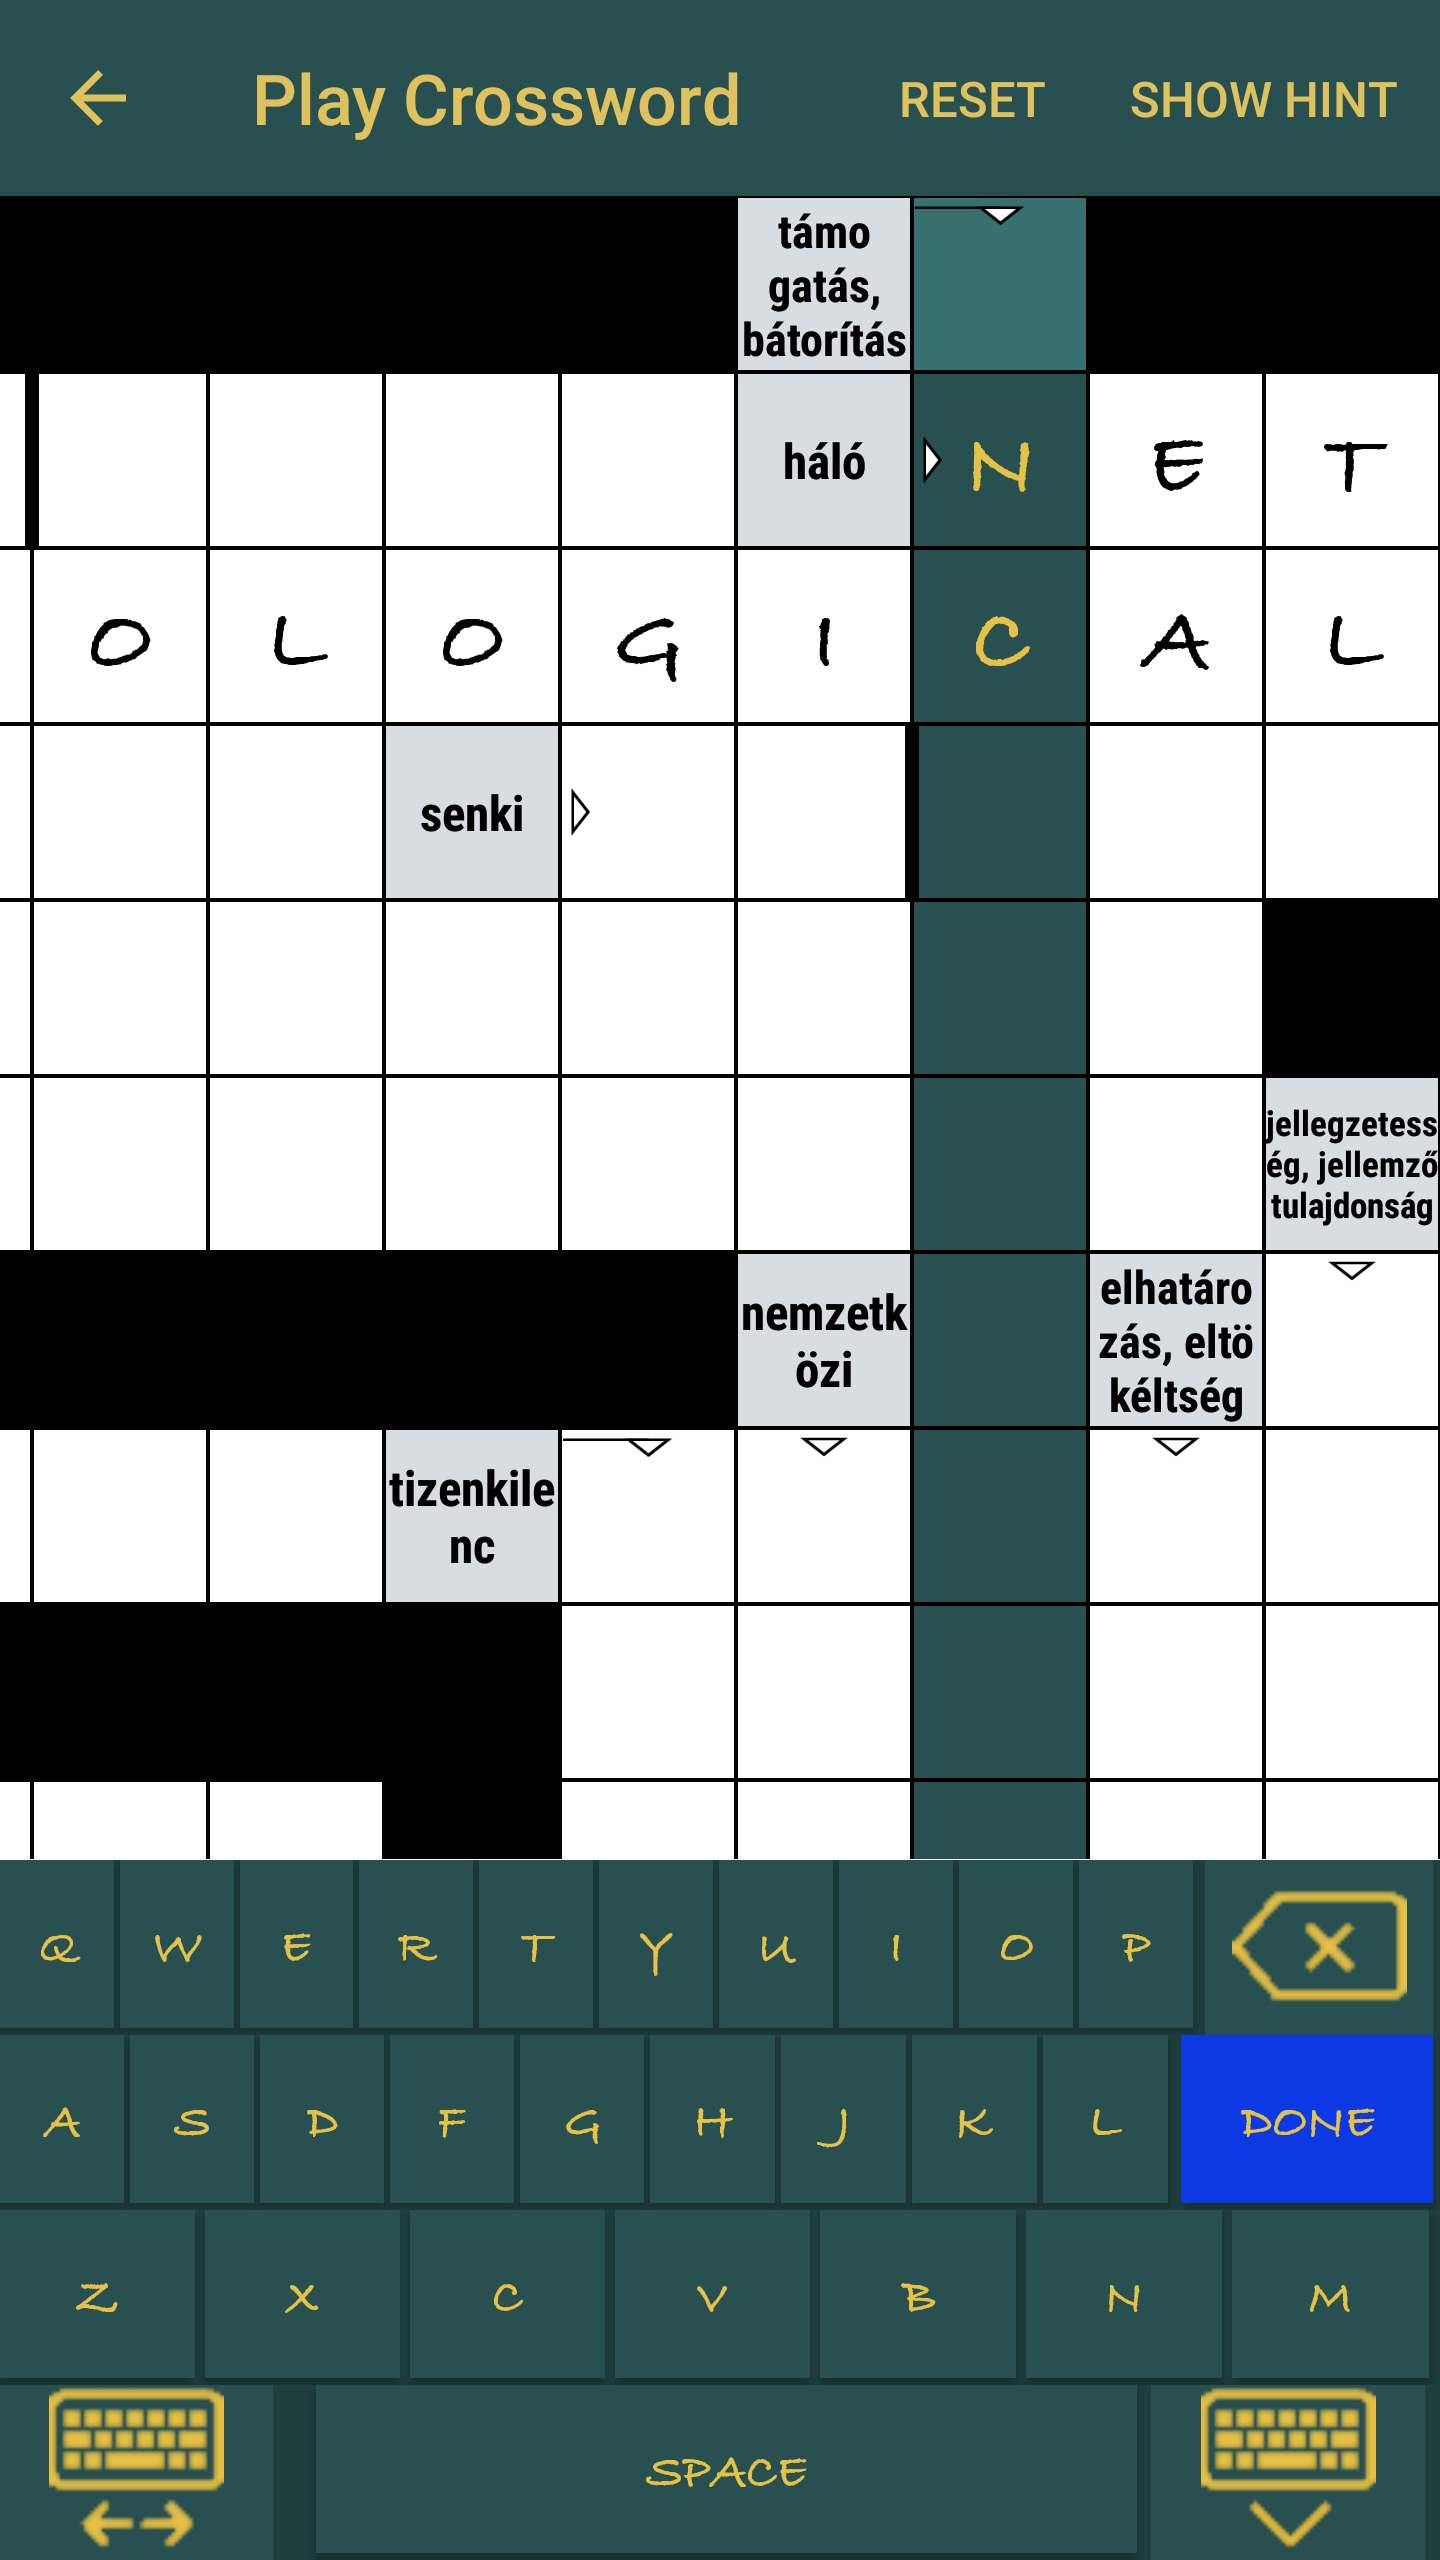 Play Crossword RESET SHOW HINT
támo
gatás,
bátorítás
háló N E T
O L O G I C A L
senki
jellegzetess
ég, jellemző
tulajdonság
nemzetk
özi
elhatáro
zás, eltö
kéltség
tizenkile
nc
Q W E R T Y U I O P
A S D F G H J K L DONE
Z X C V B N M
SPACE